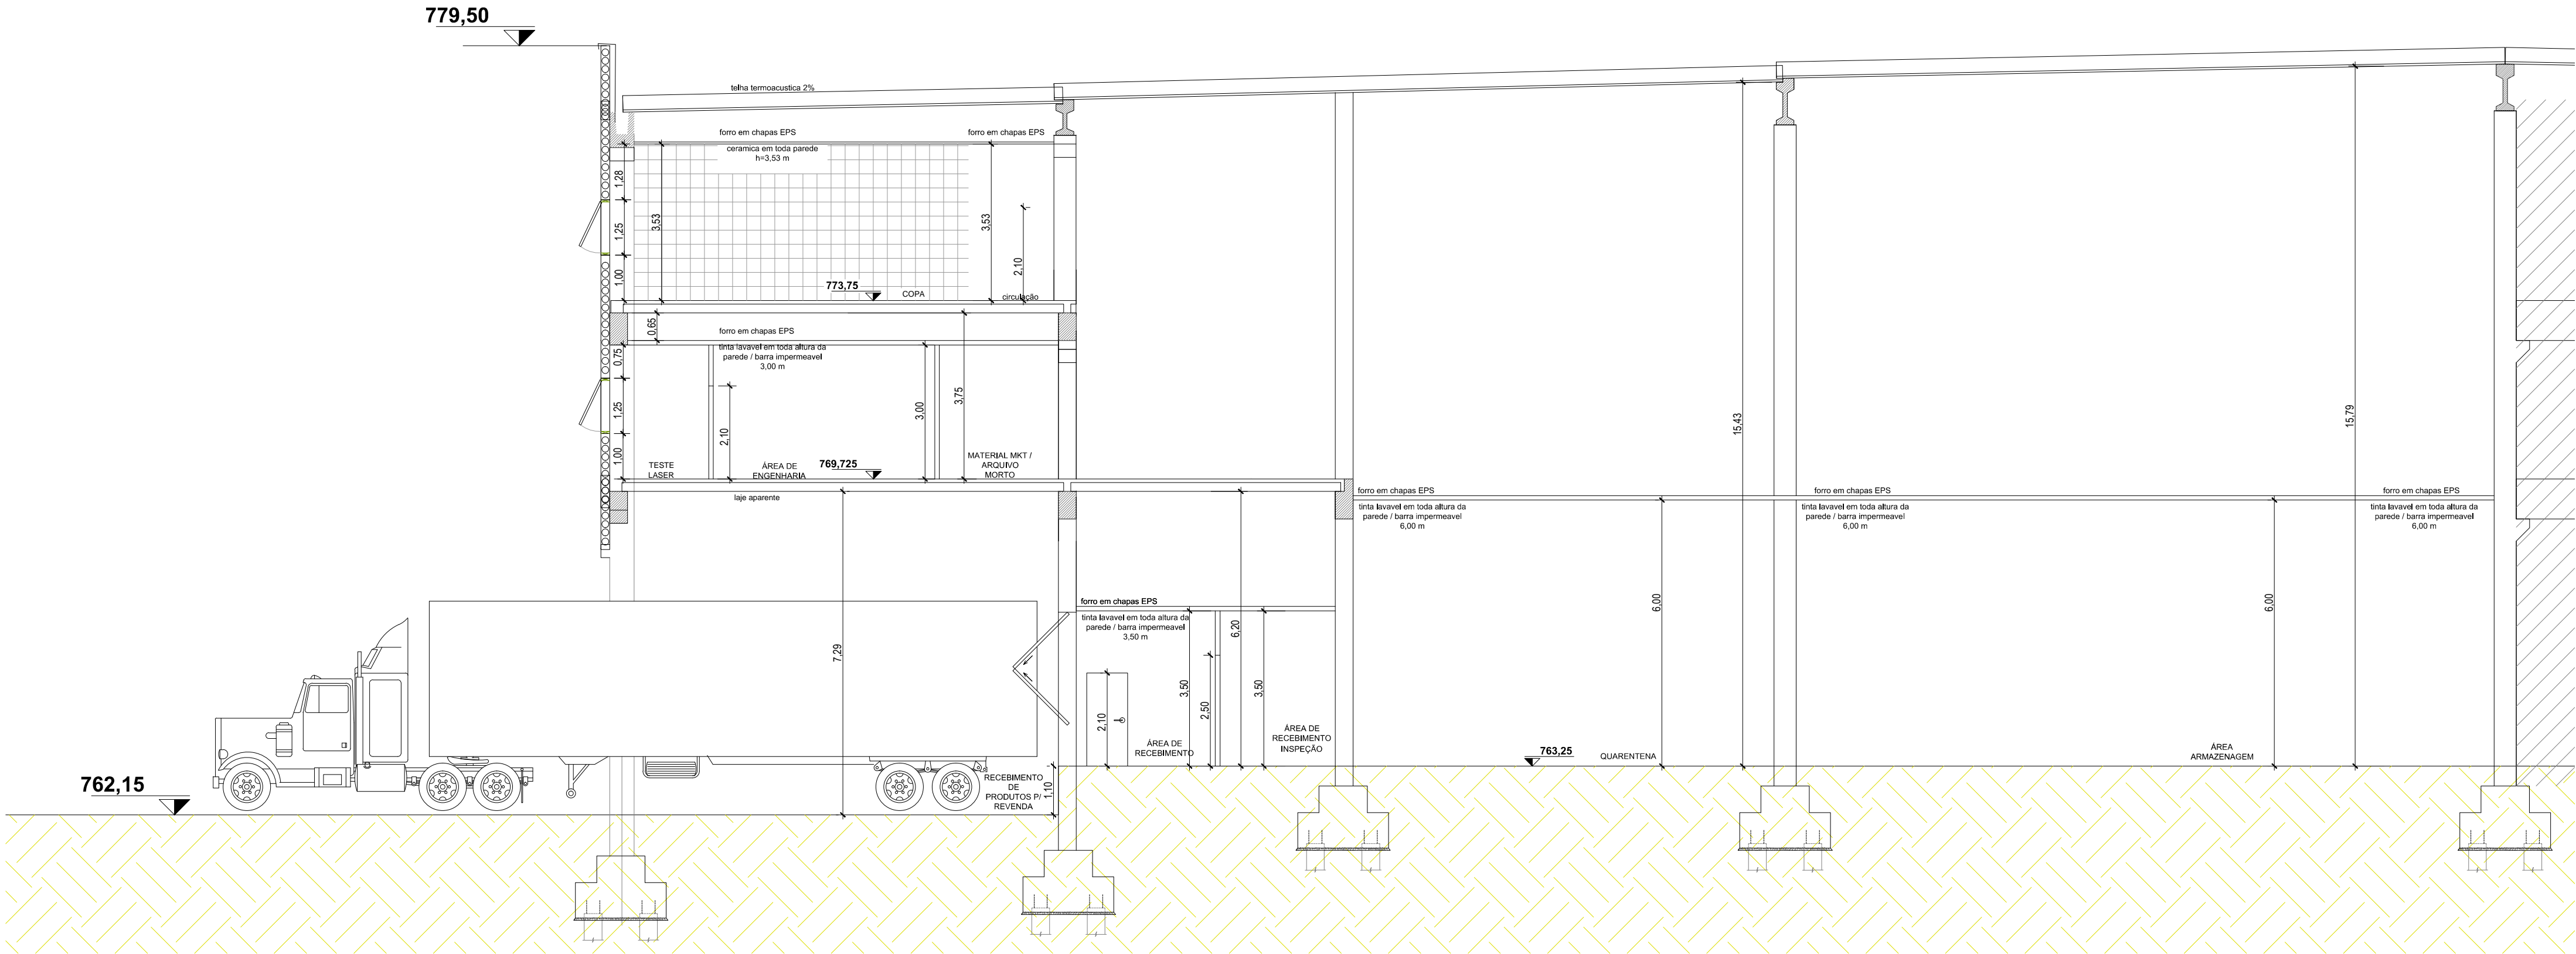 779,50
telha termoacustica 2%
forro em chapas EPS
forro em chapas EPS
ceramica em toda parede
h=3,53 m
1,28
3,53
3,53
1,25
2,10
1,00
773,75
COPA
circulação
0,65
forro em chapas EPS
tinta lavavel em toda altura da
parede / barra impermeavel
3,00 m
0,75
3,75
1,25
3,00
2,10
1,00
TESTE
LASER
ÁREA DE
ENGENHARIA
769,725
MATERIAL MKT /
ARQUIVO
MORTO
laje aparente
15,43
15,79
forro em chapas EPS
tinta lavavel em toda altura da
parede / barra impermeavel
6,00 m
forro em chapas EPS
tinta lavavel em toda altura da
parede / barra impermeavel
6,00 m
forro em chapas EPS
tinta lavavel em toda altura da
parede / barra impermeavel
6,00 m
forro em chapas EPS
tinta lavavel em toda altura da
parede / barra impermeavel
3,50 m
7,29
6,20
6,00
6,00
3,50
3,50
2,50
2,10
ÁREA DE
RECEBIMENTO
ÁREA DE
RECEBIMENTO
INSPEÇÃO
763,25
QUARENTENA
ÁREA
ARMAZENAGEM
762,15
RECEBIMENTO
DE
PRODUTOS P/
REVENDA
1,10